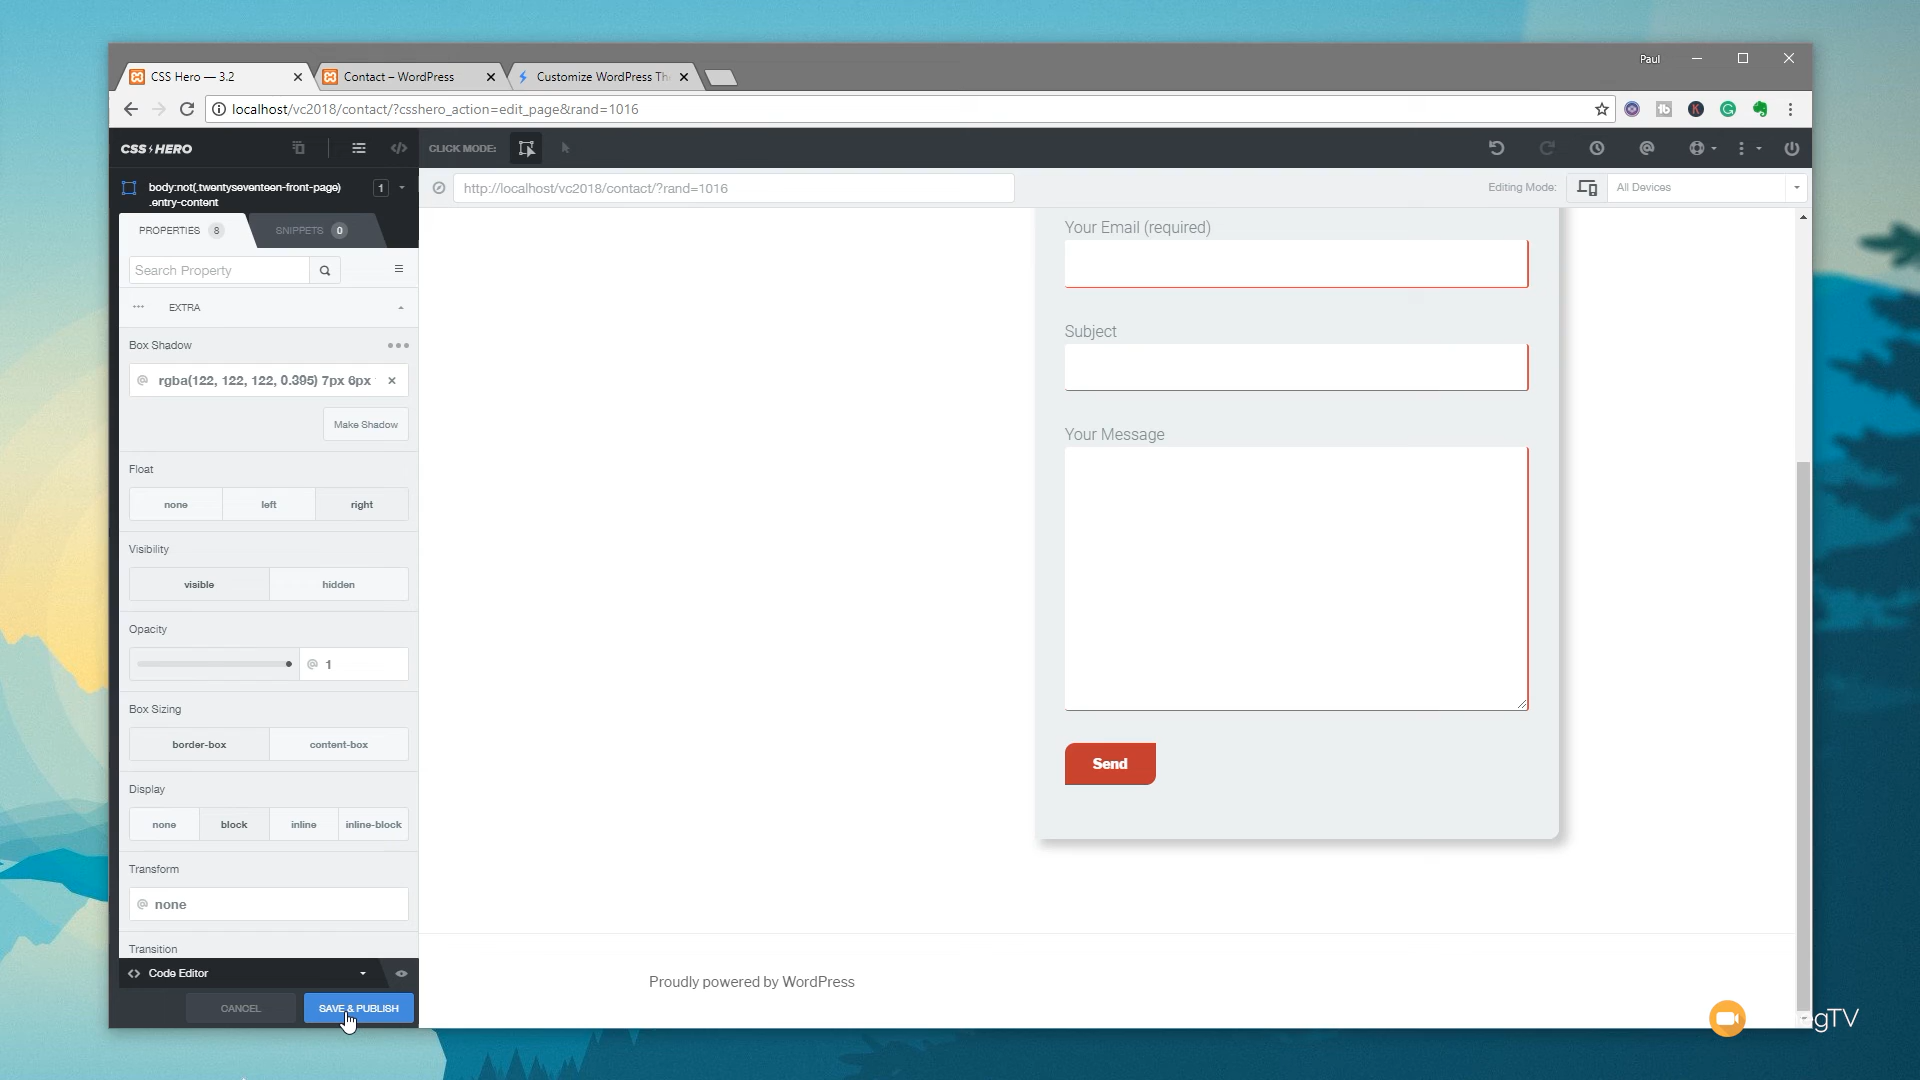 Paul
CSS Hero — 3.2
Contact – WordPress
Customize WordPress Th
localhost/vc2018/contact/?csshero_action=edit_page&rand=1016
CSS HERO
CLICK MODE:
body:not(.twentyseventeen-front-page)
.entry-content
1
http://localhost/vc2018/contact/?rand=1016
Editing Mode:
All Devices
PROPERTIES 8
SNIPPETS 0
Search Property
EXTRA
Box Shadow
@ rgba(122, 122, 122, 0.395) 7px 6px
Make Shadow
Float
none left right
Visibility
visible hidden
Opacity
@ 1
Box Sizing
border-box content-box
Display
none block inline inline-block
Transform
@ none
Transition
Code Editor
CANCEL
SAVE & PUBLISH
Your Email (required)
Subject
Your Message
Send
Proudly powered by WordPress
egTV